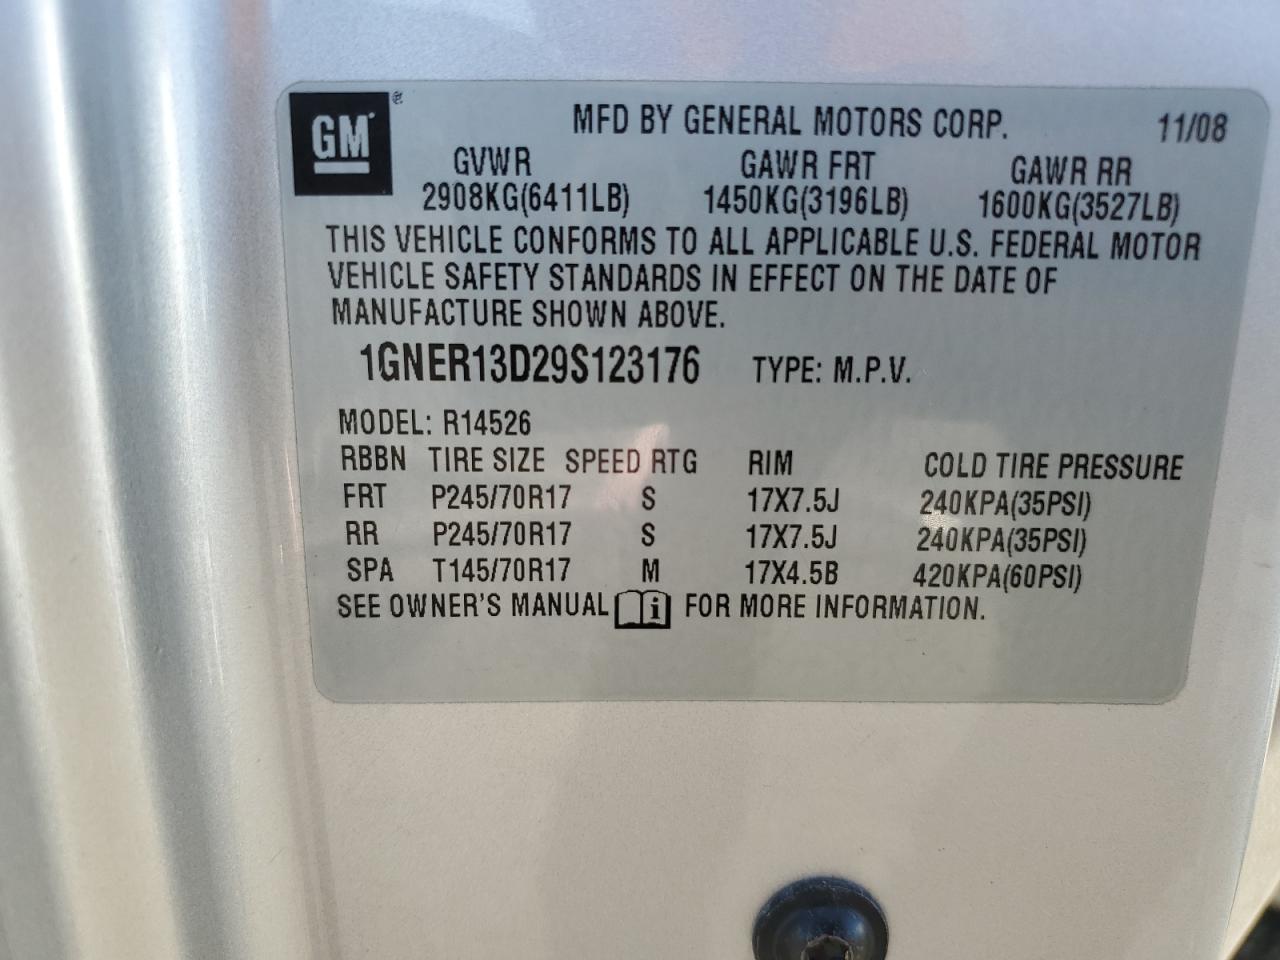 GM
MFD BY GENERAL MOTORS CORP. 11/08
GVWR GAWR FRT GAWR RR
2908KG(6411LB) 1450KG(3196LB) 1600KG(3527LB)
THIS VEHICLE CONFORMS TO ALL APPLICABLE U.S. FEDERAL MOTOR
VEHICLE SAFETY STANDARDS IN EFFECT ON THE DATE OF
MANUFACTURE SHOWN ABOVE.
1GNER13D29S123176 TYPE: M.P.V.
MODEL: R14526
RBBN TIRE SIZE SPEED RTG RIM COLD TIRE PRESSURE
FRT P245/70R17 S 17X7.5J 240KPA(35PSI)
RR P245/70R17 S 17X7.5J 240KPA(35PSI)
SPA T145/70R17 M 17X4.5B 420KPA(60PSI)
SEE OWNER'S MANUAL i FOR MORE INFORMATION.